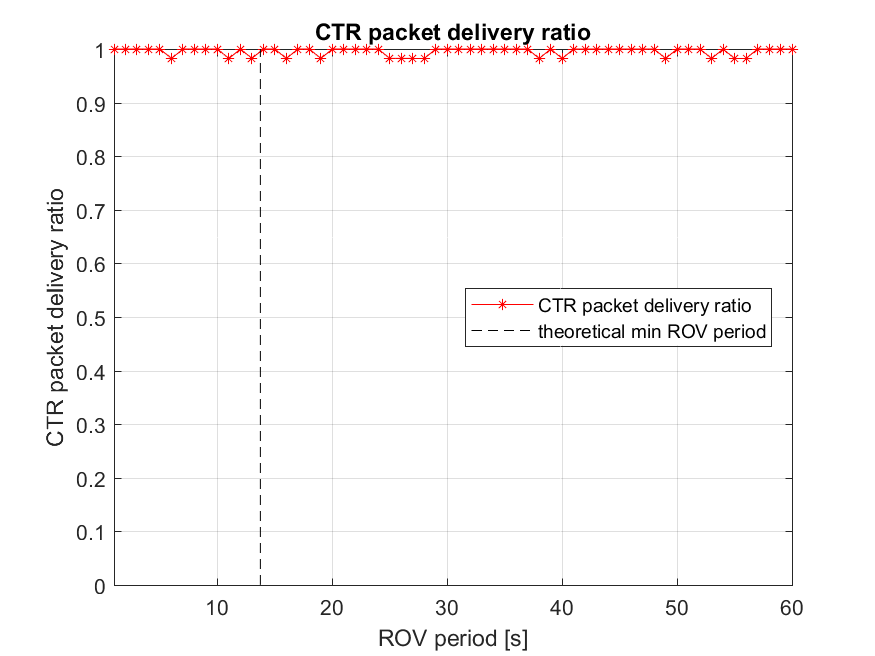 CTR packet delivery ratio
1
0.9
0.8
0.7
0.6
0.5
0.4
0.3
0.2
0.1
0
CTR packet delivery ratio
CTR packet delivery ratio
theoretical min ROV period
10 20 30 40 50 60
ROV period [s]